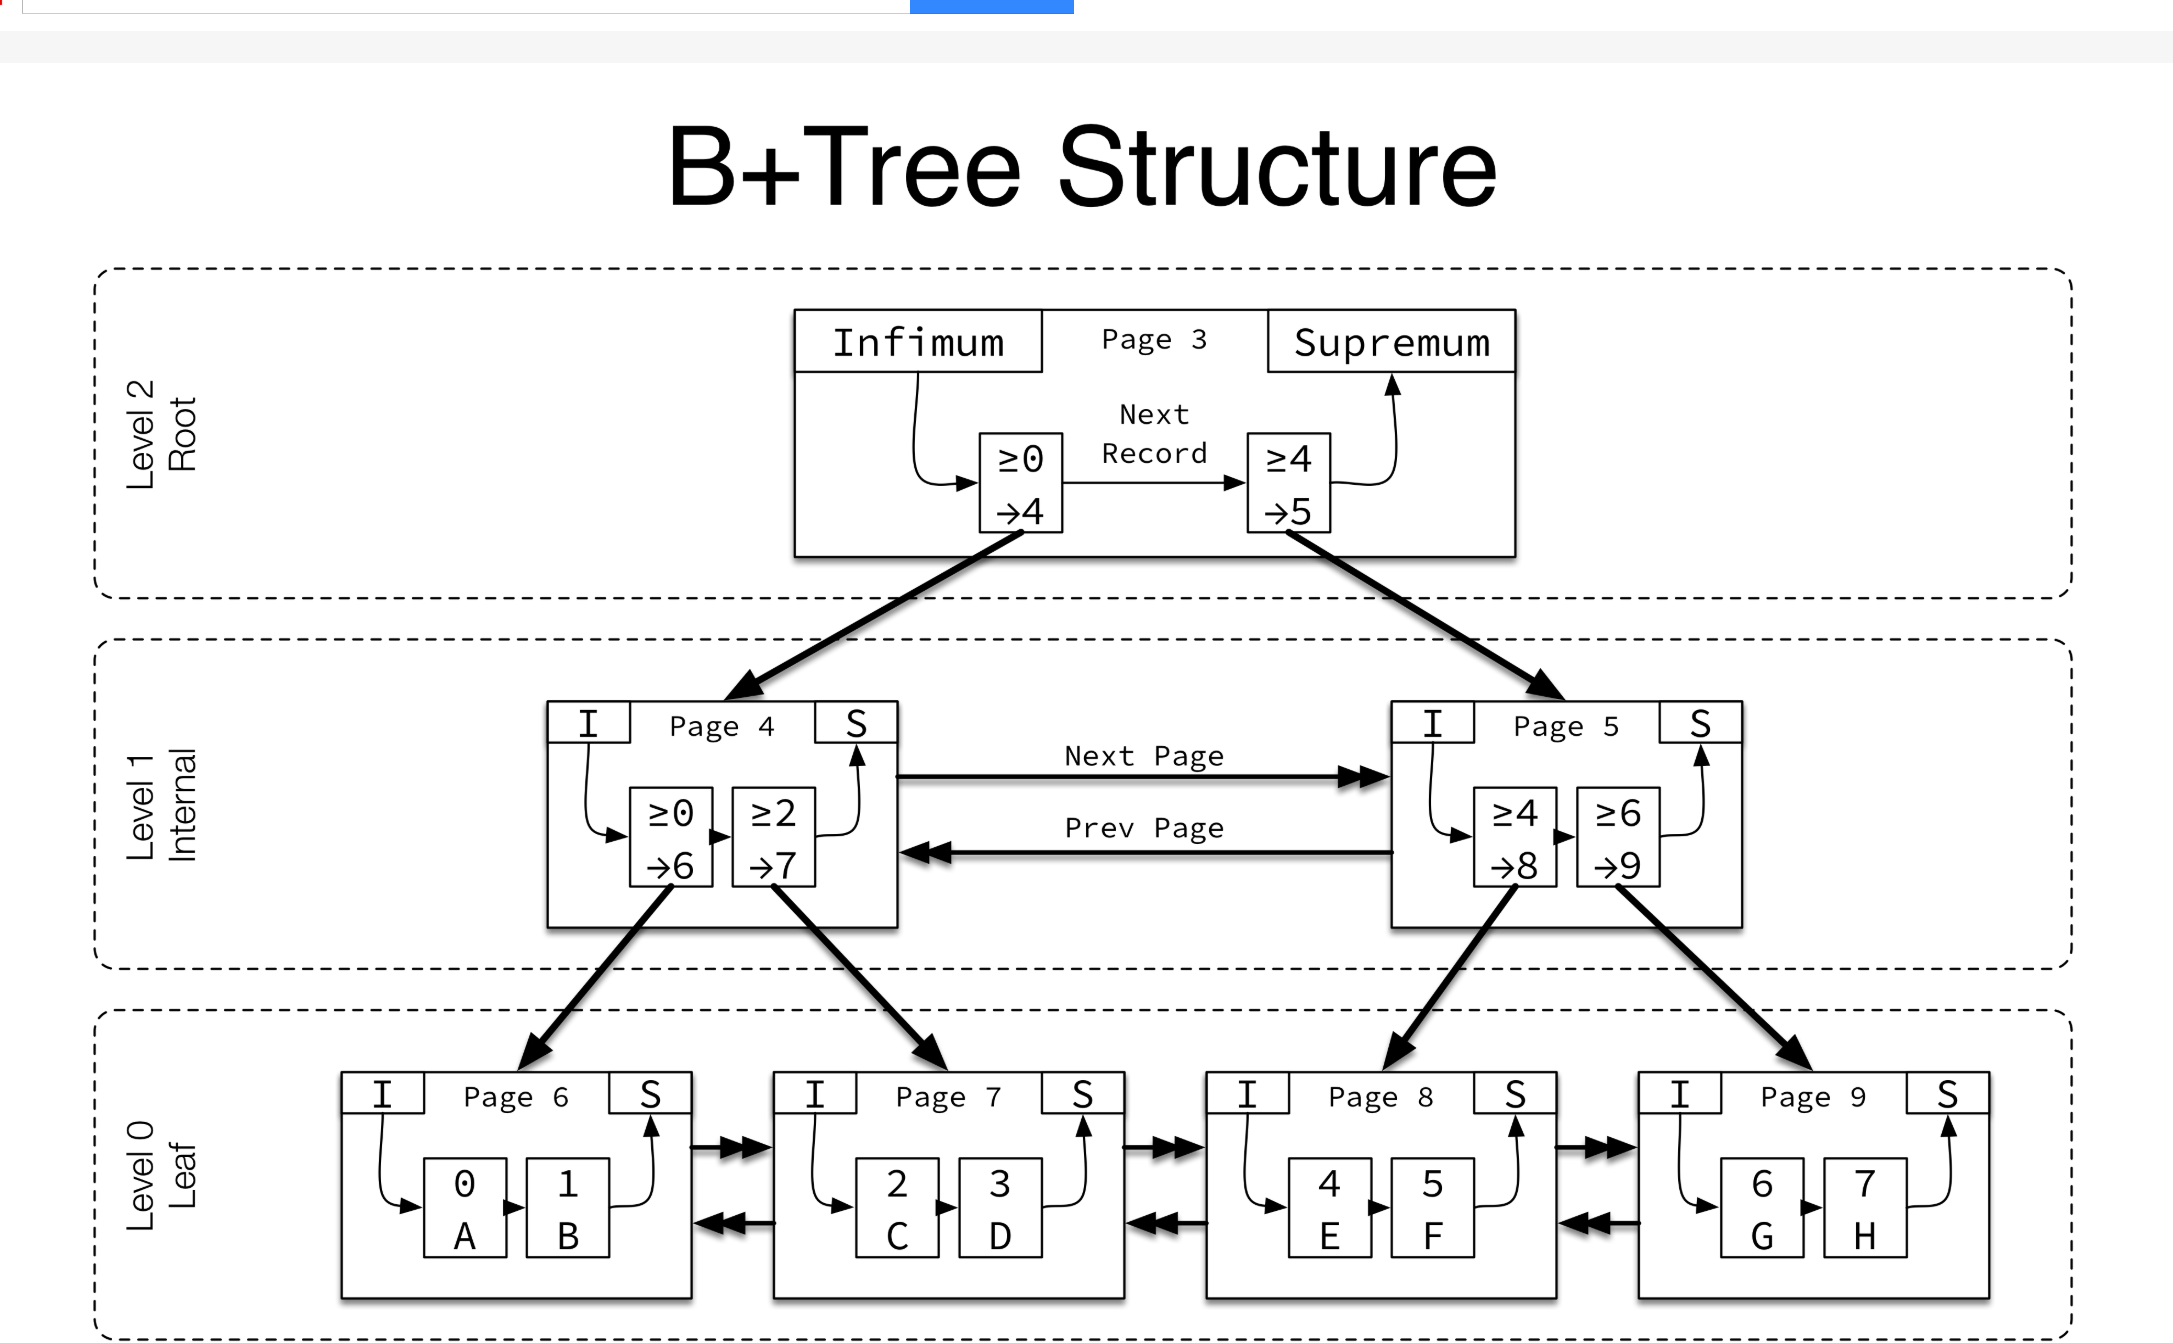 B+Tree Structure
Level 2
Root
Infimum
Page 3
Supremum
Next
Record
≥0
→4
≥4
→5
Level 1
Internal
I
Page 4
S
≥0
→6
≥2
→7
Next Page
Prev Page
I
Page 5
S
≥4
→8
≥6
→9
Level 0
Leaf
I
Page 6
S
0
A
1
B
I
Page 7
S
2
C
3
D
I
Page 8
S
4
E
5
F
I
Page 9
S
6
G
7
H